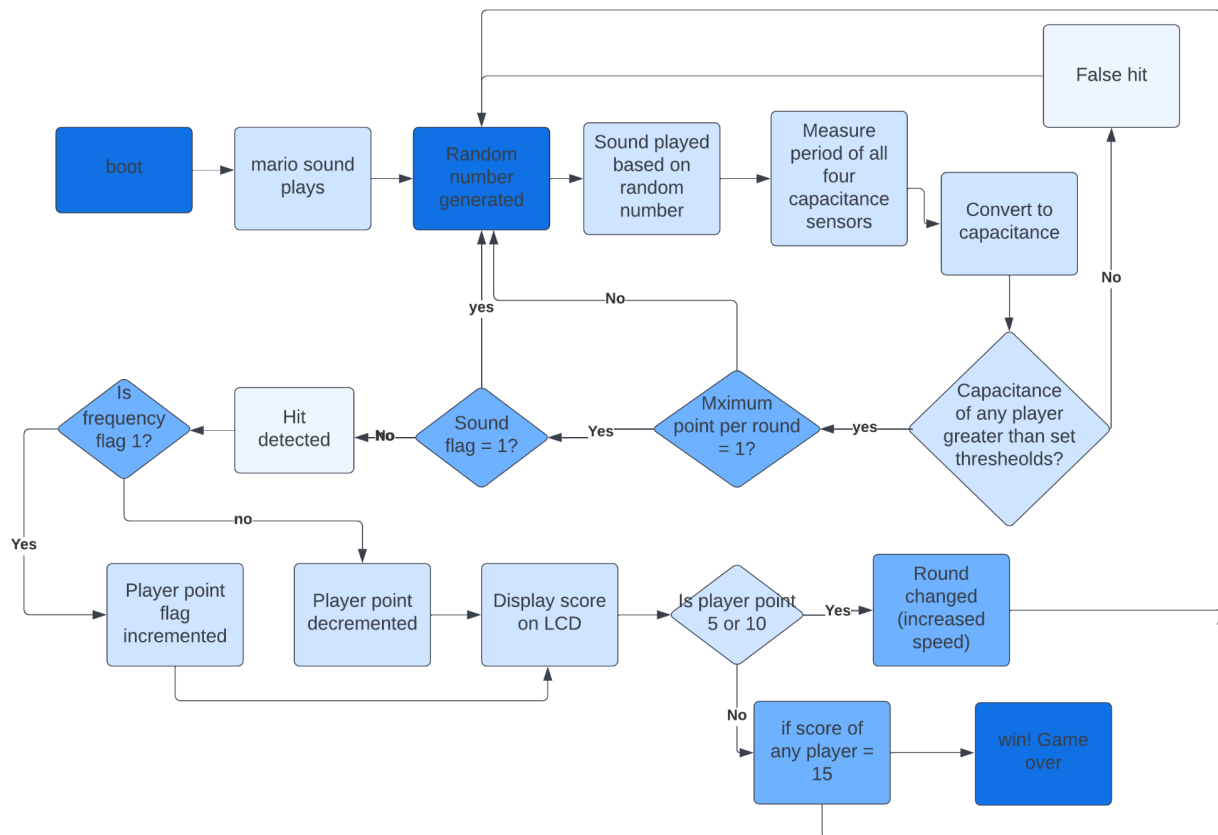 False hit
boot
mario sound
plays
Random
number
generated
Sound played
based on
random
number
Measure
period of all
four
capacitance
sensors
Convert to
capacitance
No
yes
No
Is
frequency
flag 1?
Hit
detected
No
Sound
flag = 1?
Yes
Mximum
point per round
= 1?
yes
Capacitance
of any player
greater than set
thresheolds?
Yes
no
Player point
flag
incremented
Player point
decremented
Display score
on LCD
Is player point
5 or 10
Yes
Round
changed
(increased
speed)
No
if score of
any player =
15
win! Game
over